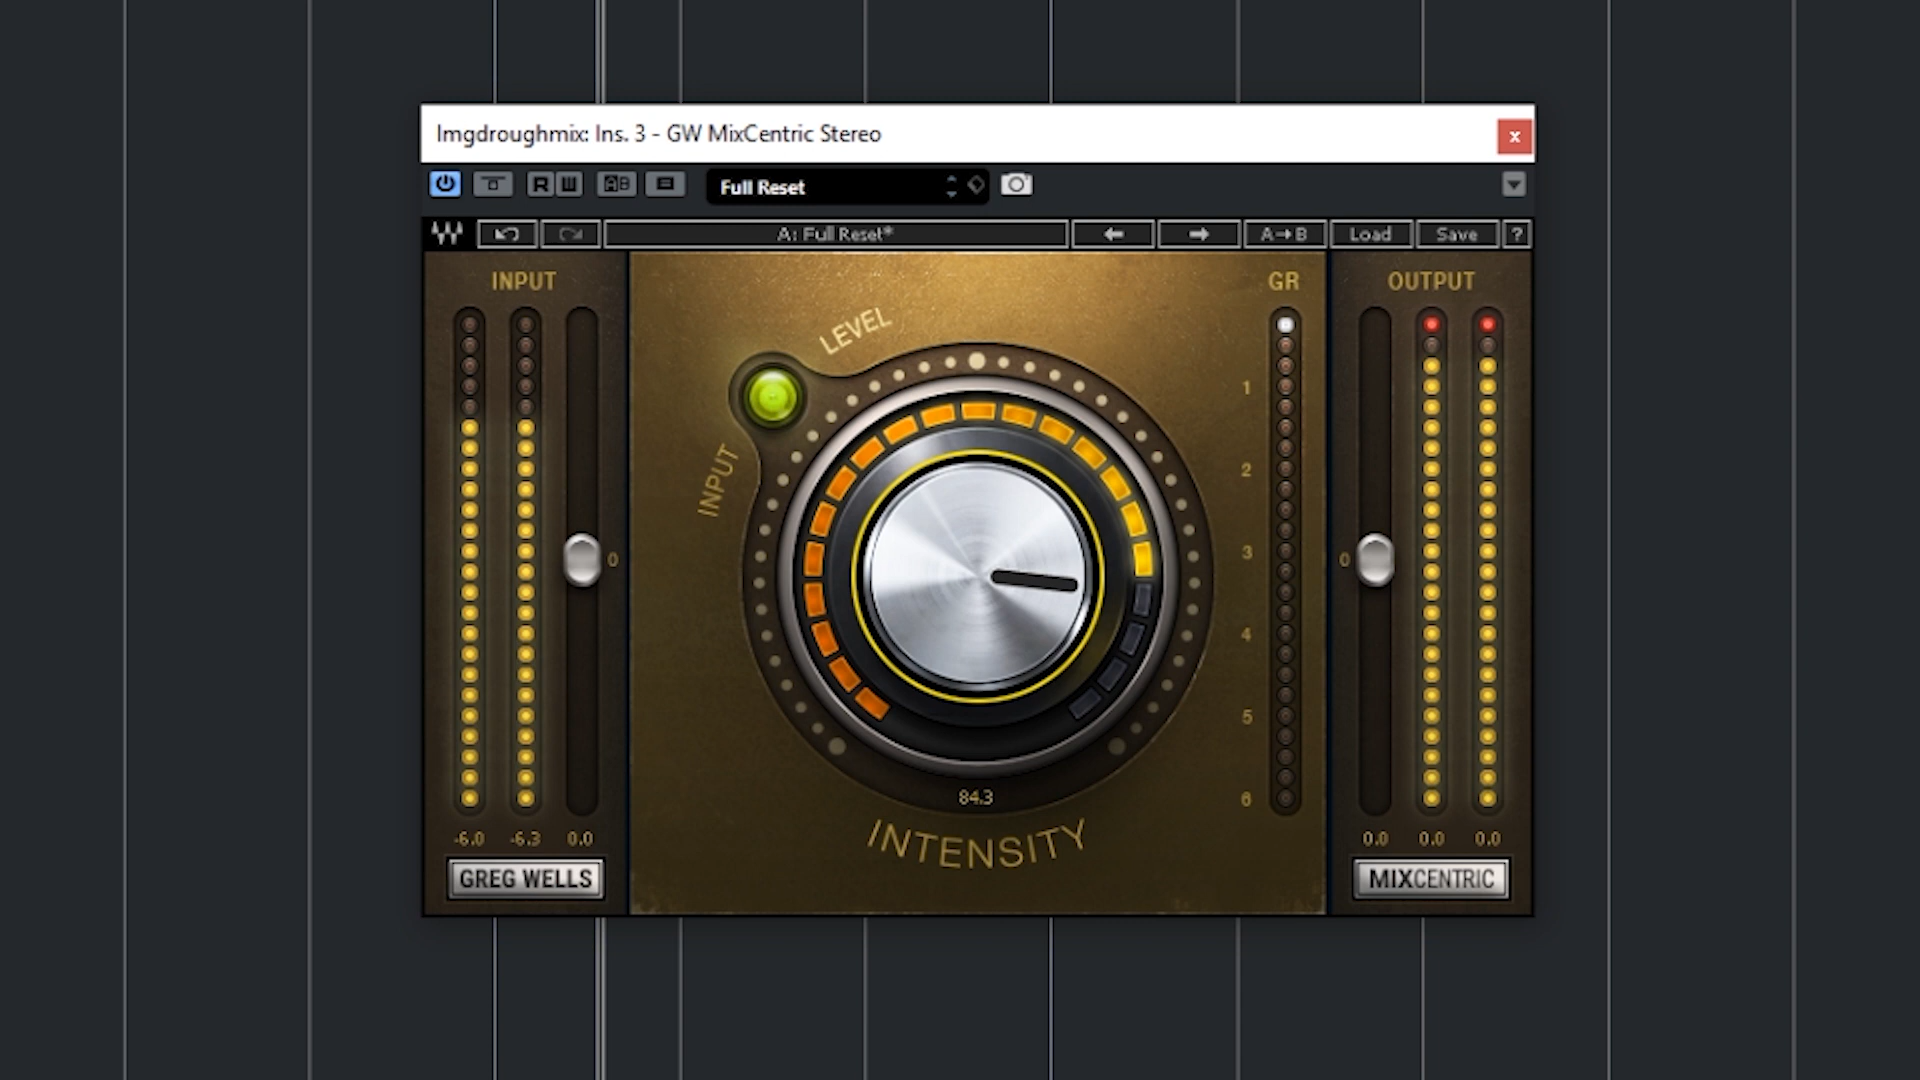 Imgdroughmix: Ins. 3 - GW MixCentric Stereo
x
R W AB Full Reset
A: Full Reset* A→B Load Save ?
INPUT GR OUTPUT
LEVEL
INPUT
1
2
3
4
5
6
0
0
84.3
INTENSITY
-6.0 -6.3 0.0
0.0 0.0 0.0
GREG WELLS
MIXCENTRIC